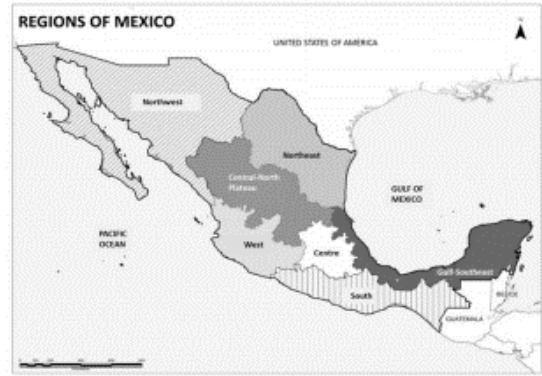 REGIONS OF MEXICO
UNITED STATES OF AMERICA
Northwest
Northeast
Central-North
Plateau
GULF OF
MEXICO
PACIFIC
OCEAN
West
Centre
Gulf-Southeast
South
BELICE
GUATEMALA